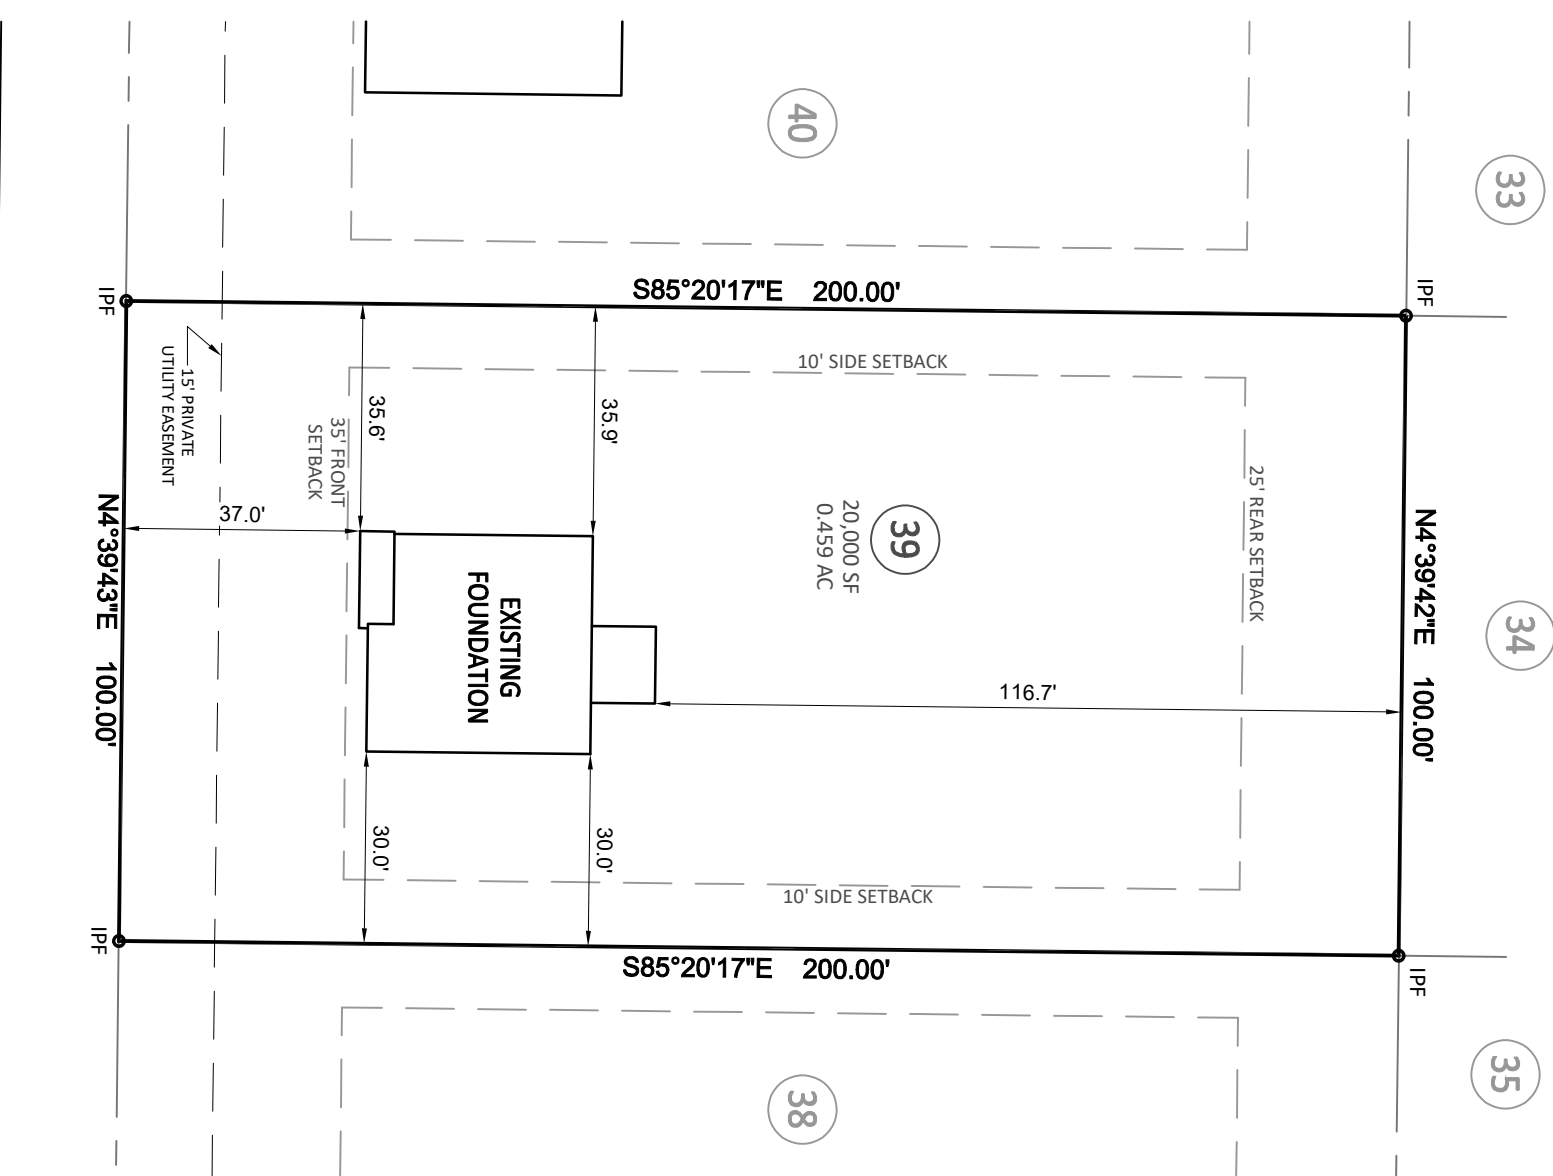 40
33
S85°20'17"E 200.00'
IPF
IPF
15' PRIVATE
UTILITY EASEMENT
10' SIDE SETBACK
35.6'
35.9'
35' FRONT
SETBACK
25' REAR SETBACK
37.0'
39
20,000 SF
0.459 AC
N4°39'43"E 100.00'
N4°39'42"E 100.00'
EXISTING
FOUNDATION
34
116.7'
30.0'
30.0'
10' SIDE SETBACK
IPF
IPF
S85°20'17"E 200.00'
38
35